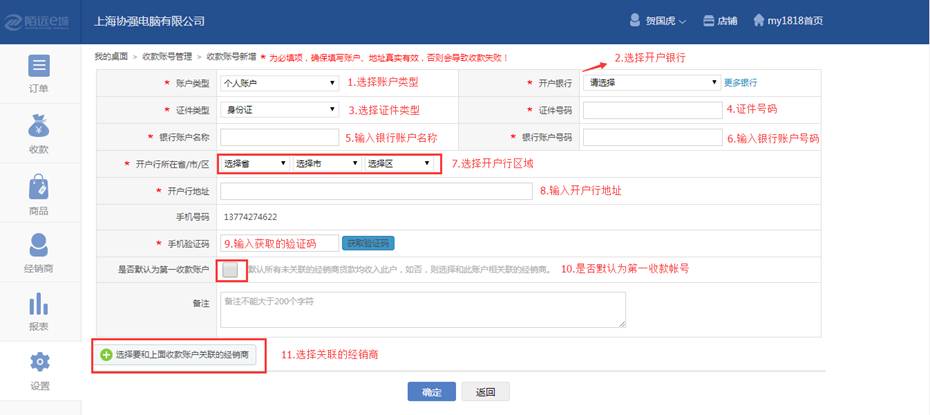 陌远e城 上海协强电脑有限公司 贺国虎 店铺 my1818首页
我的桌面 > 收款账号管理 > 收款账号新增 * 为必填项，确保填写账户、地址真实有效，否则会导致收款失败！ 2.选择开户银行
* 账户类型 个人账户 1.选择账户类型 * 开户银行 请选择 更多银行
* 证件类型 身份证 3.选择证件类型 * 证件号码 4.证件号码
* 银行账户名称 5.输入银行账户名称 * 银行账户号码 6.输入银行账户号码
* 开户行所在省/市/区 选择省 选择市 选择区 7.选择开户行区域
* 开户行地址 8.输入开户行地址
手机号码 13774274622
* 手机验证码 9.输入获取的验证码 获取验证码
是否默认为第一收款账户 默认所有未关联的经销商货款均收入此户，如否，则选择和此账户相关联的经销商。 10.是否默认为第一收款帐号
备注 备注不能大于200个字符
选择要和上面收款账户关联的经销商 11.选择关联的经销商
确定 返回
订单
收款
商品
经销商
报表
设置